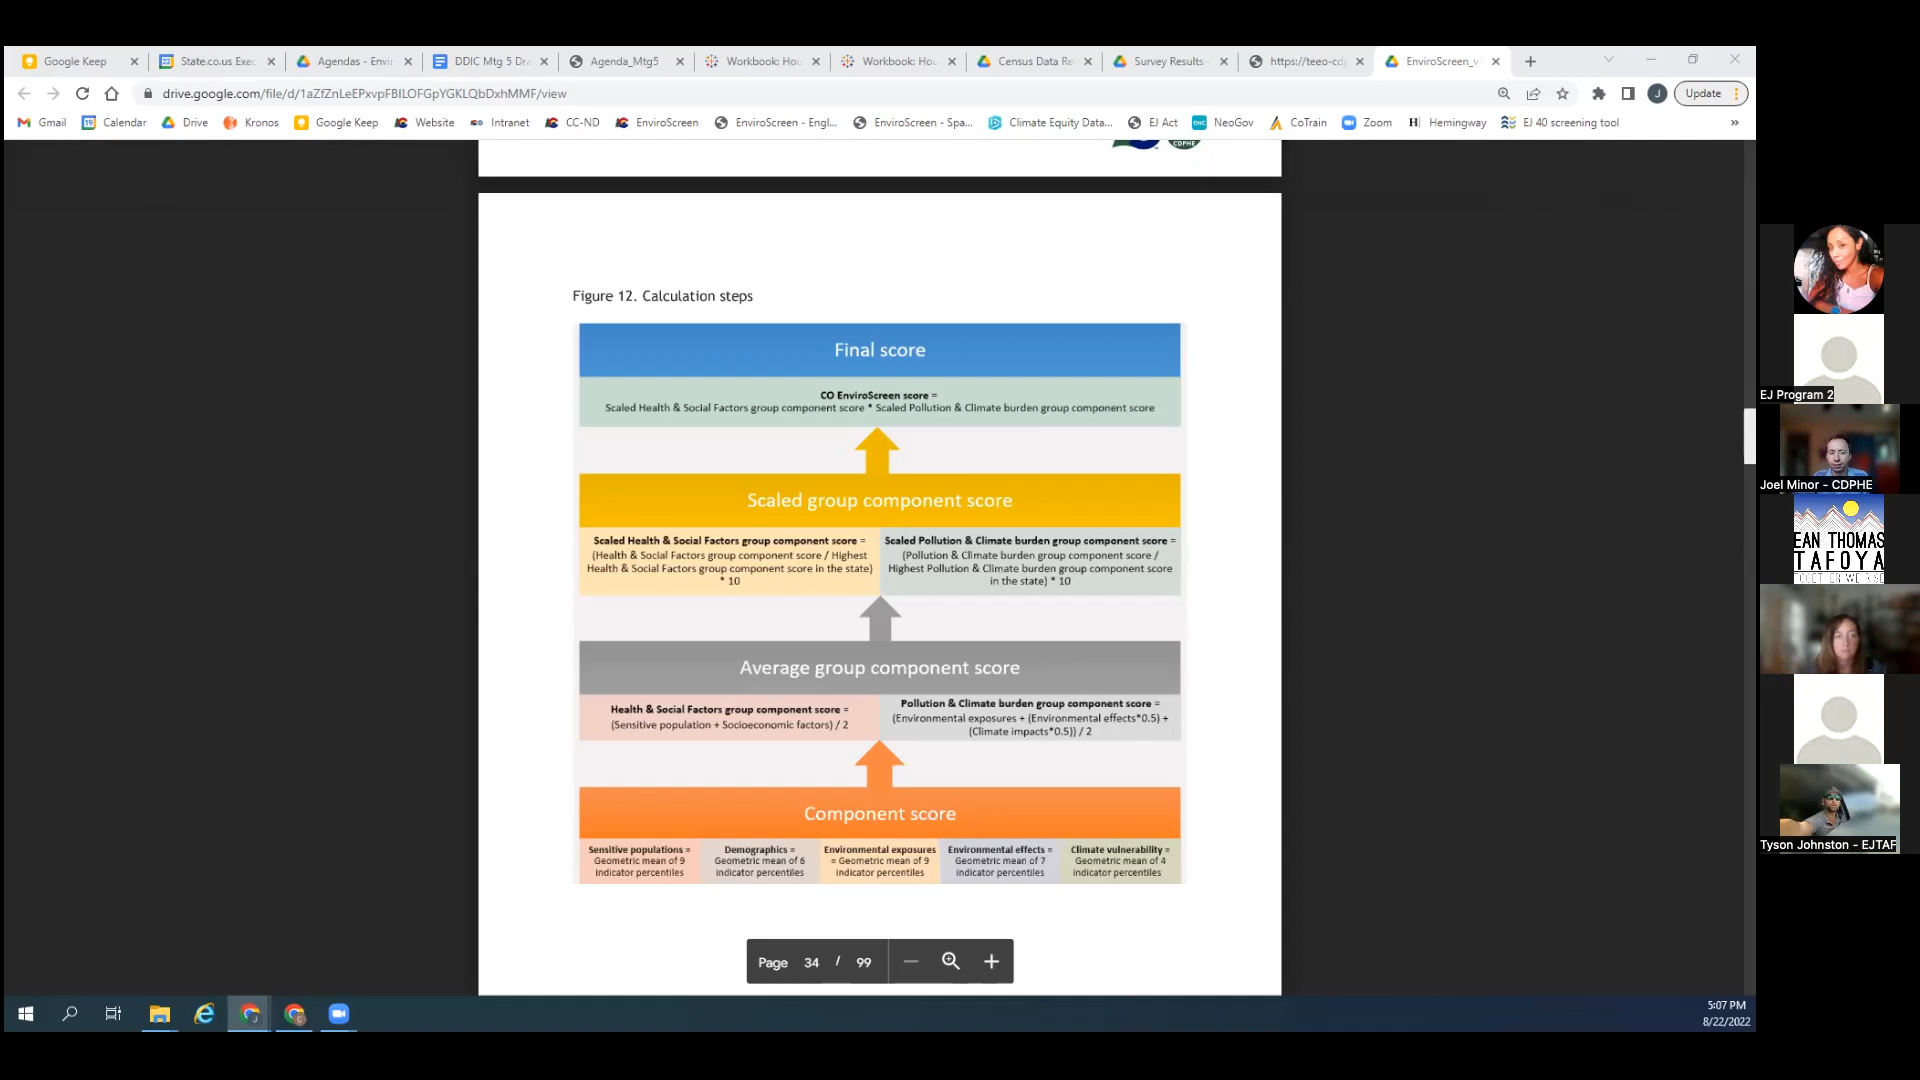 Google Keep
State.co.us Exec
Agendas - Envir
DDIC Mtg 5 Dra
Agenda_Mtg5
Workbook: Hou
Workbook: Hou
Census Data Re
Survey Results -
https://teeo-cdp
EnviroScreen_v
drive.google.com/file/d/1aZfZnLeEPxvpFBILOFGpYGKLQbDxhMMF/view
J
Update
Gmail
Calendar
Drive
Kronos
Google Keep
Website
Intranet
CC-ND
EnviroScreen
EnviroScreen - Engl...
EnviroScreen - Spa...
Climate Equity Data...
EJ Act
NeoGov
CoTrain
Zoom
Hemingway
EJ 40 screening tool
»
CDPHE
Figure 12. Calculation steps
Final score
CO EnviroScreen score =
Scaled Health & Social Factors group component score * Scaled Pollution & Climate burden group component score
Scaled group component score
Scaled Health & Social Factors group component score =
(Health & Social Factors group component score / Highest
Health & Social Factors group component score in the state)
* 10
Scaled Pollution & Climate burden group component score =
(Pollution & Climate burden group component score /
Highest Pollution & Climate burden group component score
in the state) * 10
Average group component score
Health & Social Factors group component score =
(Sensitive population + Socioeconomic factors) / 2
Pollution & Climate burden group component score =
(Environmental exposures + (Environmental effects*0.5) +
(Climate impacts*0.5)) / 2
Component score
Sensitive populations =
Geometric mean of 9
indicator percentiles
Demographics =
Geometric mean of 6
indicator percentiles
Environmental exposures
= Geometric mean of 9
indicator percentiles
Environmental effects =
Geometric mean of 7
indicator percentiles
Climate vulnerability =
Geometric mean of 4
indicator percentiles
Page 34 / 99
5:07 PM
8/22/2022
EJ Program 2
Joel Minor - CDPHE
EAN THOMAS
TAFOYA
TOGETHER WE RISE
Tyson Johnston - EJTAF